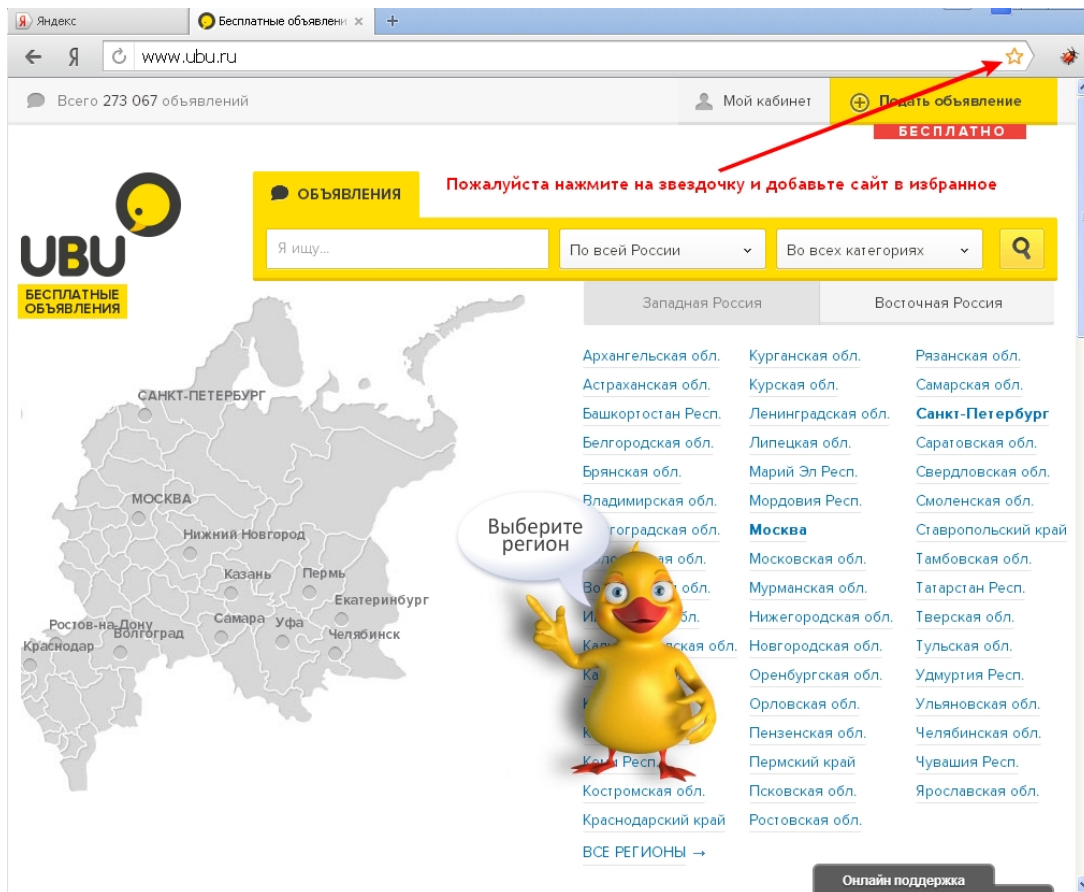 Яндекс
Бесплатные объявлени
www.ubu.ru
Всего 273 067 объявлений
Мой кабинет
Подать объявление
БЕСПЛАТНО
Пожалуйста нажмите на звездочку и добавьте сайт в избранное
ОБЪЯВЛЕНИЯ
UBU
БЕСПЛАТНЫЕ
ОБЪЯВЛЕНИЯ
Я ищу...
По всей России
Во всех категориях
Западная Россия
Восточная Россия
САНКТ-ПЕТЕРБУРГ
МОСКВА
Нижний Новгород
Казань
Пермь
Екатеринбург
Самара
Уфа
Челябинск
Ростов-на-Дону
Волгоград
Краснодар
Выберите
регион
Архангельская обл.
Астраханская обл.
Башкортостан Респ.
Белгородская обл.
Брянская обл.
Владимирская обл.
обл.
обл.
обл.
Респ.
Костромская обл.
Краснодарский край
ВСЕ РЕГИОНЫ →
Курганская обл.
Курская обл.
Ленинградская обл.
Липецкая обл.
Марий Эл Респ.
Мордовия Респ.
Москва
Московская обл.
Мурманская обл.
Нижегородская обл.
Новгородская обл.
Оренбургская обл.
Орловская обл.
Пензенская обл.
Пермский край
Псковская обл.
Ростовская обл.
Рязанская обл.
Самарская обл.
Санкт-Петербург
Саратовская обл.
Свердловская обл.
Смоленская обл.
Ставропольский край
Тамбовская обл.
Татарстан Респ.
Тверская обл.
Тульская обл.
Удмуртия Респ.
Ульяновская обл.
Челябинская обл.
Чувашия Респ.
Ярославская обл.
Онлайн поддержка